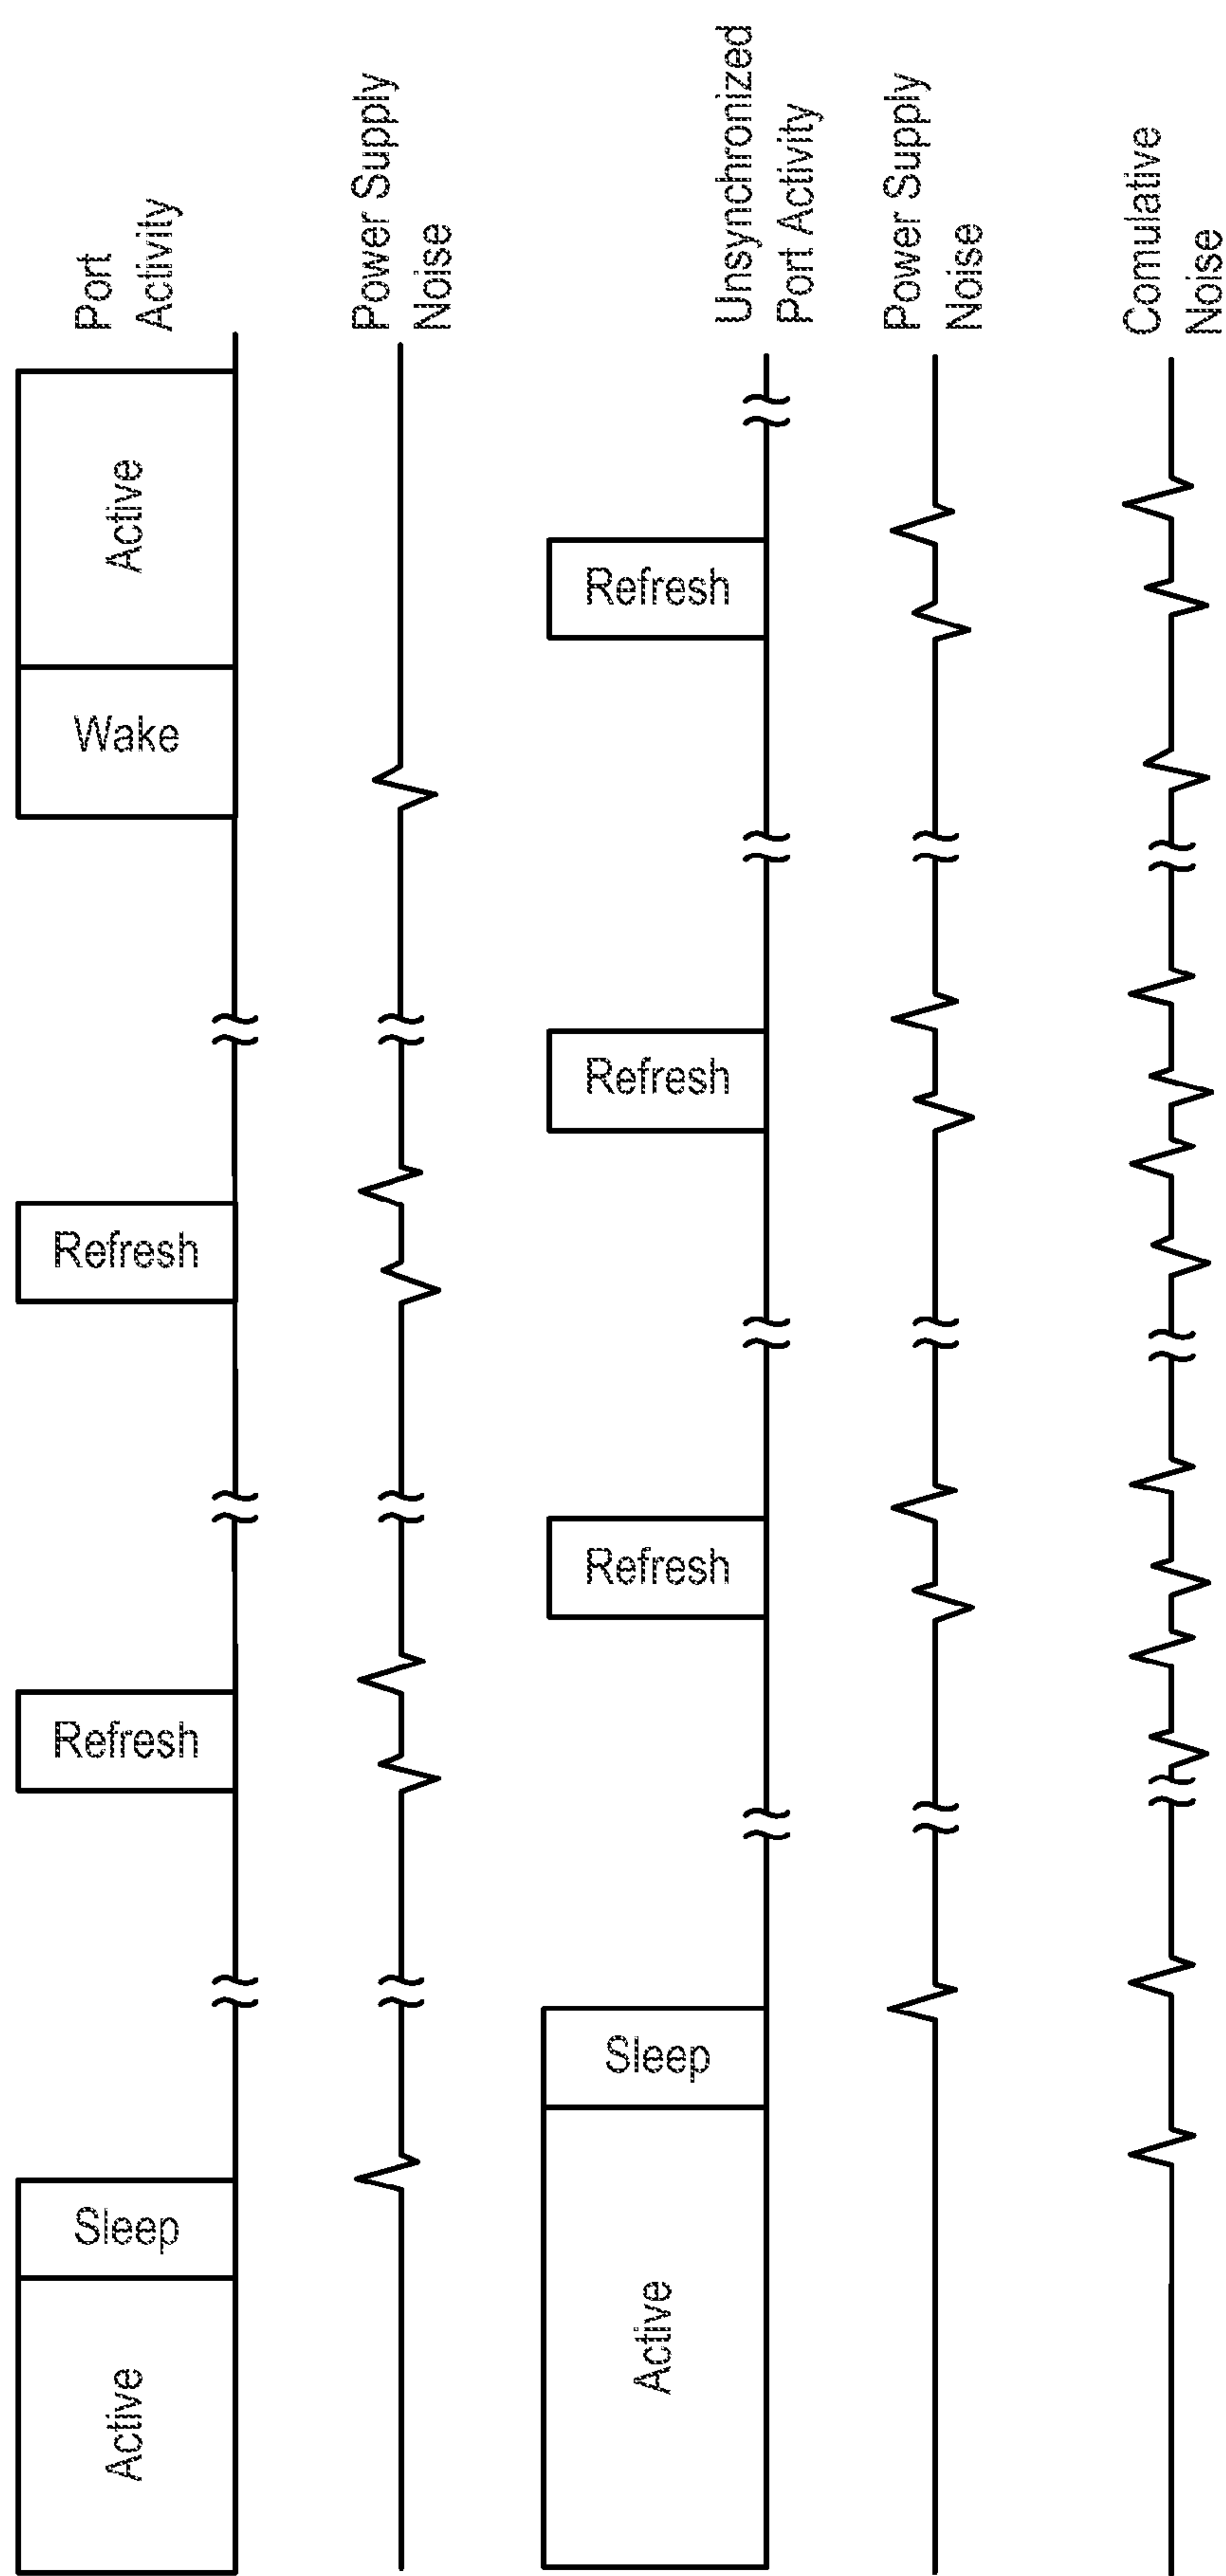 Active
Sleep
Refresh
Refresh
Wake
Active
Port
Activity
Power Supply
Noise
Active
Sleep
Refresh
Refresh
Refresh
Unsynchronized
Port Activity
Power Supply
Noise
Comulative
Noise